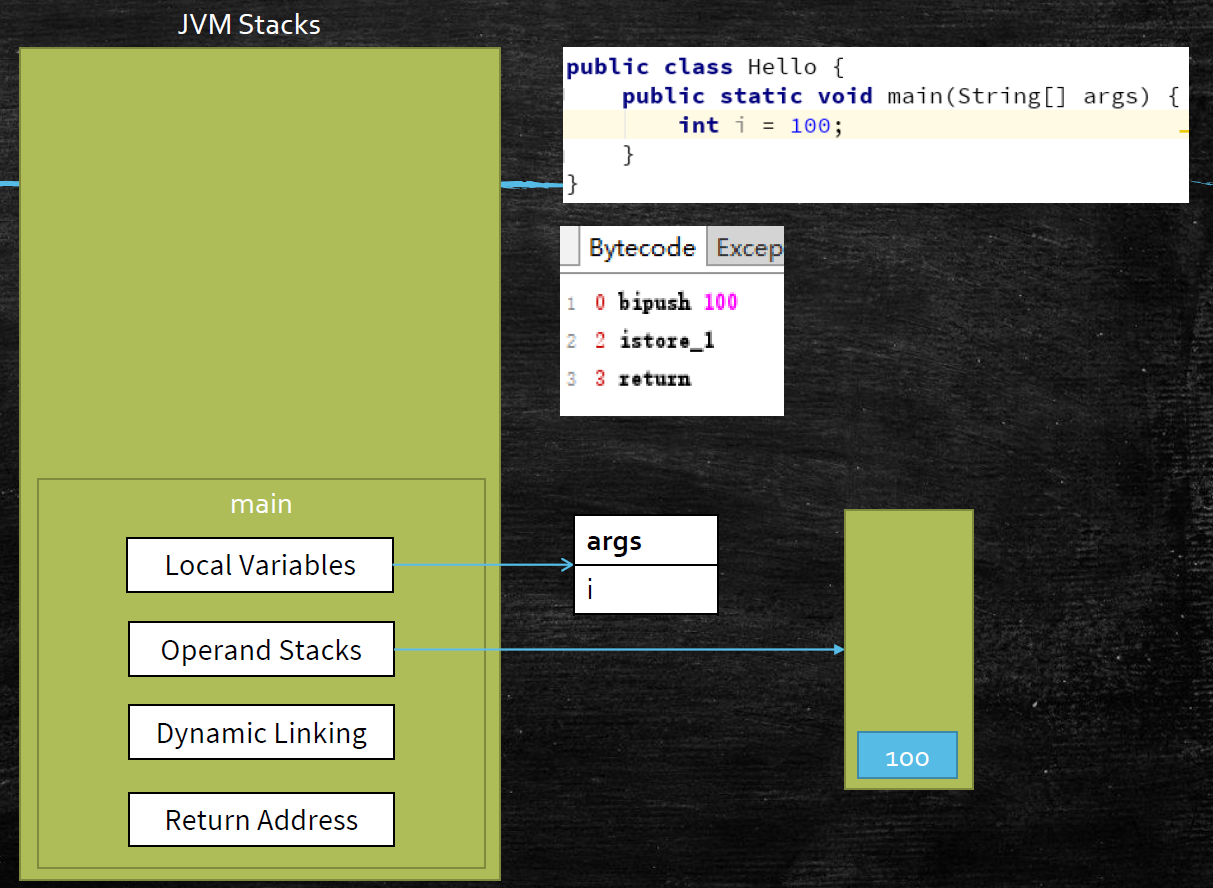 JVM Stacks
public class Hello {
public static void main(String[] args) {
int i = 100;
}
}
Bytecode Excep
1 0 bipush 100
2 2 istore_1
3 3 return
main
Local Variables
args
i
Operand Stacks
Dynamic Linking
100
Return Address